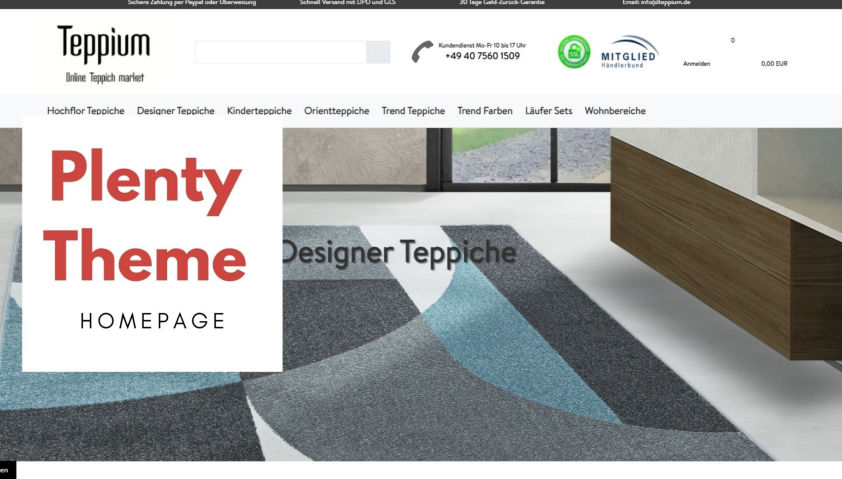 Sichere Zahlung per Paypal oder Überweisung
Schnell Versand mit DPD und GLS
30 Tage Geld-Zurück-Garantie
Email: info@teppium.de
Teppium
Online Teppich market
Kundendienst Mo-Fr 10 bis 17 Uhr
+49 40 7560 1509
MITGLIED
Händlerbund
0
Anmelden
0,00 EUR
Hochflor Teppiche Designer Teppiche Kinderteppiche Orientteppiche Trend Teppiche Trend Farben Läufer Sets Wohnbereiche
Plenty
Theme
HOMEPAGE
Designer Teppiche